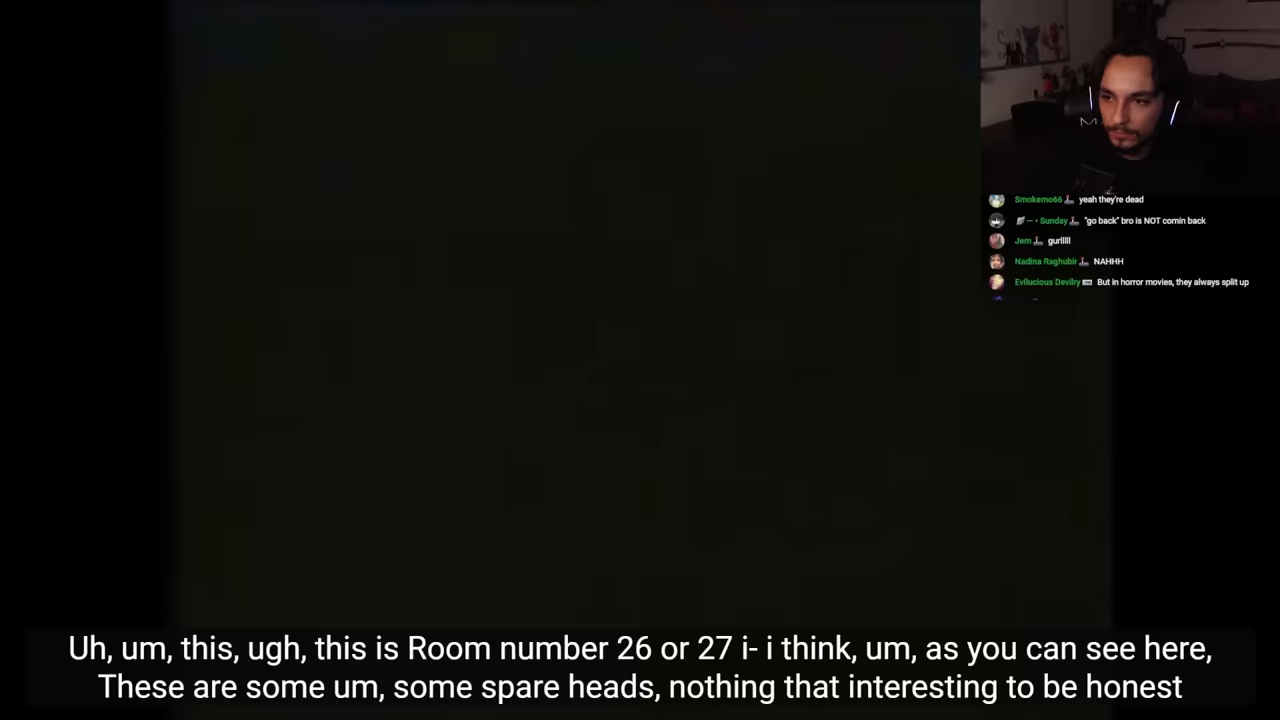 Smokemo66 yeah they're dead
Sunday "go back" bro is NOT comin back
Jem gurlllll
Nadina Raghubir NAHHH
Evilucious Devilry But in horror movies, they always split up
Uh, um, this, ugh, this is Room number 26 or 27 i- i think, um, as you can see here,
These are some um, some spare heads, nothing that interesting to be honest